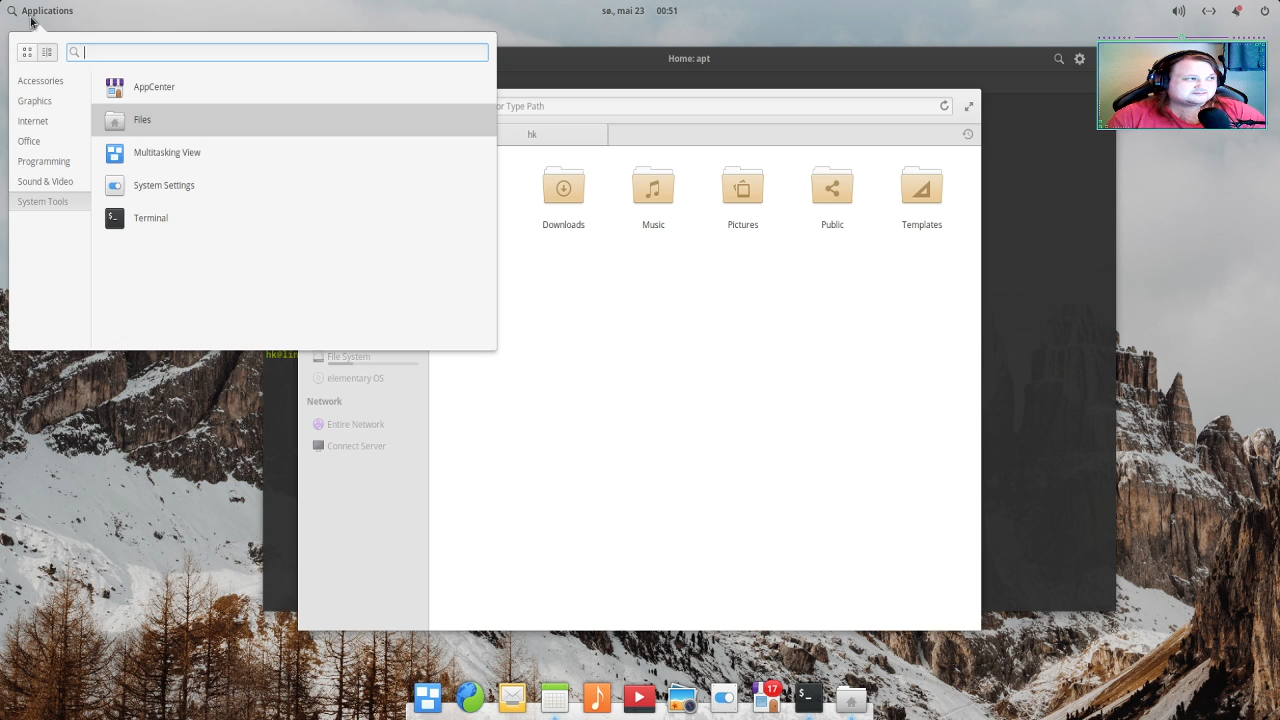 Applications
sø., mai 23 00:51
Home: apt
or Type Path
hk
Accessories
Graphics
Internet
Office
Programming
Sound & Video
System Tools
AppCenter
Files
Multitasking View
System Settings
Terminal
Downloads
Music
Pictures
Public
Templates
hk@lin
File System
elementary OS
Network
Entire Network
Connect Server
17